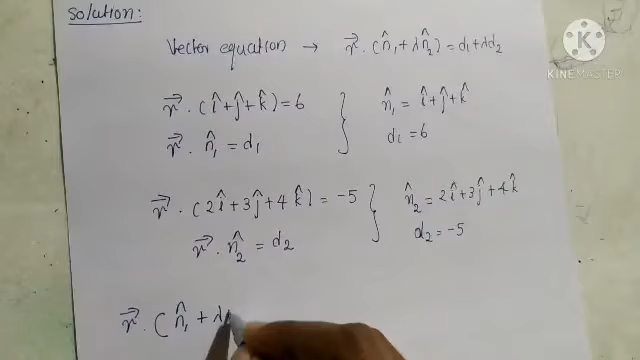 Solution:
Vector equation → r⃗ . (n̂₁ + λn̂₂) = d₁ + λd₂
r⃗ . (î + ĵ + k̂) = 6 } n̂₁ = î + ĵ + k̂
r⃗ . n̂₁ = d₁ d₁ = 6
r⃗ . (2î + 3ĵ + 4k̂) = -5 } n̂₂ = 2î + 3ĵ + 4k̂
r⃗ . n̂₂ = d₂ d₂ = -5
r⃗ . (n̂₁ + λ
K
KINEMASTER